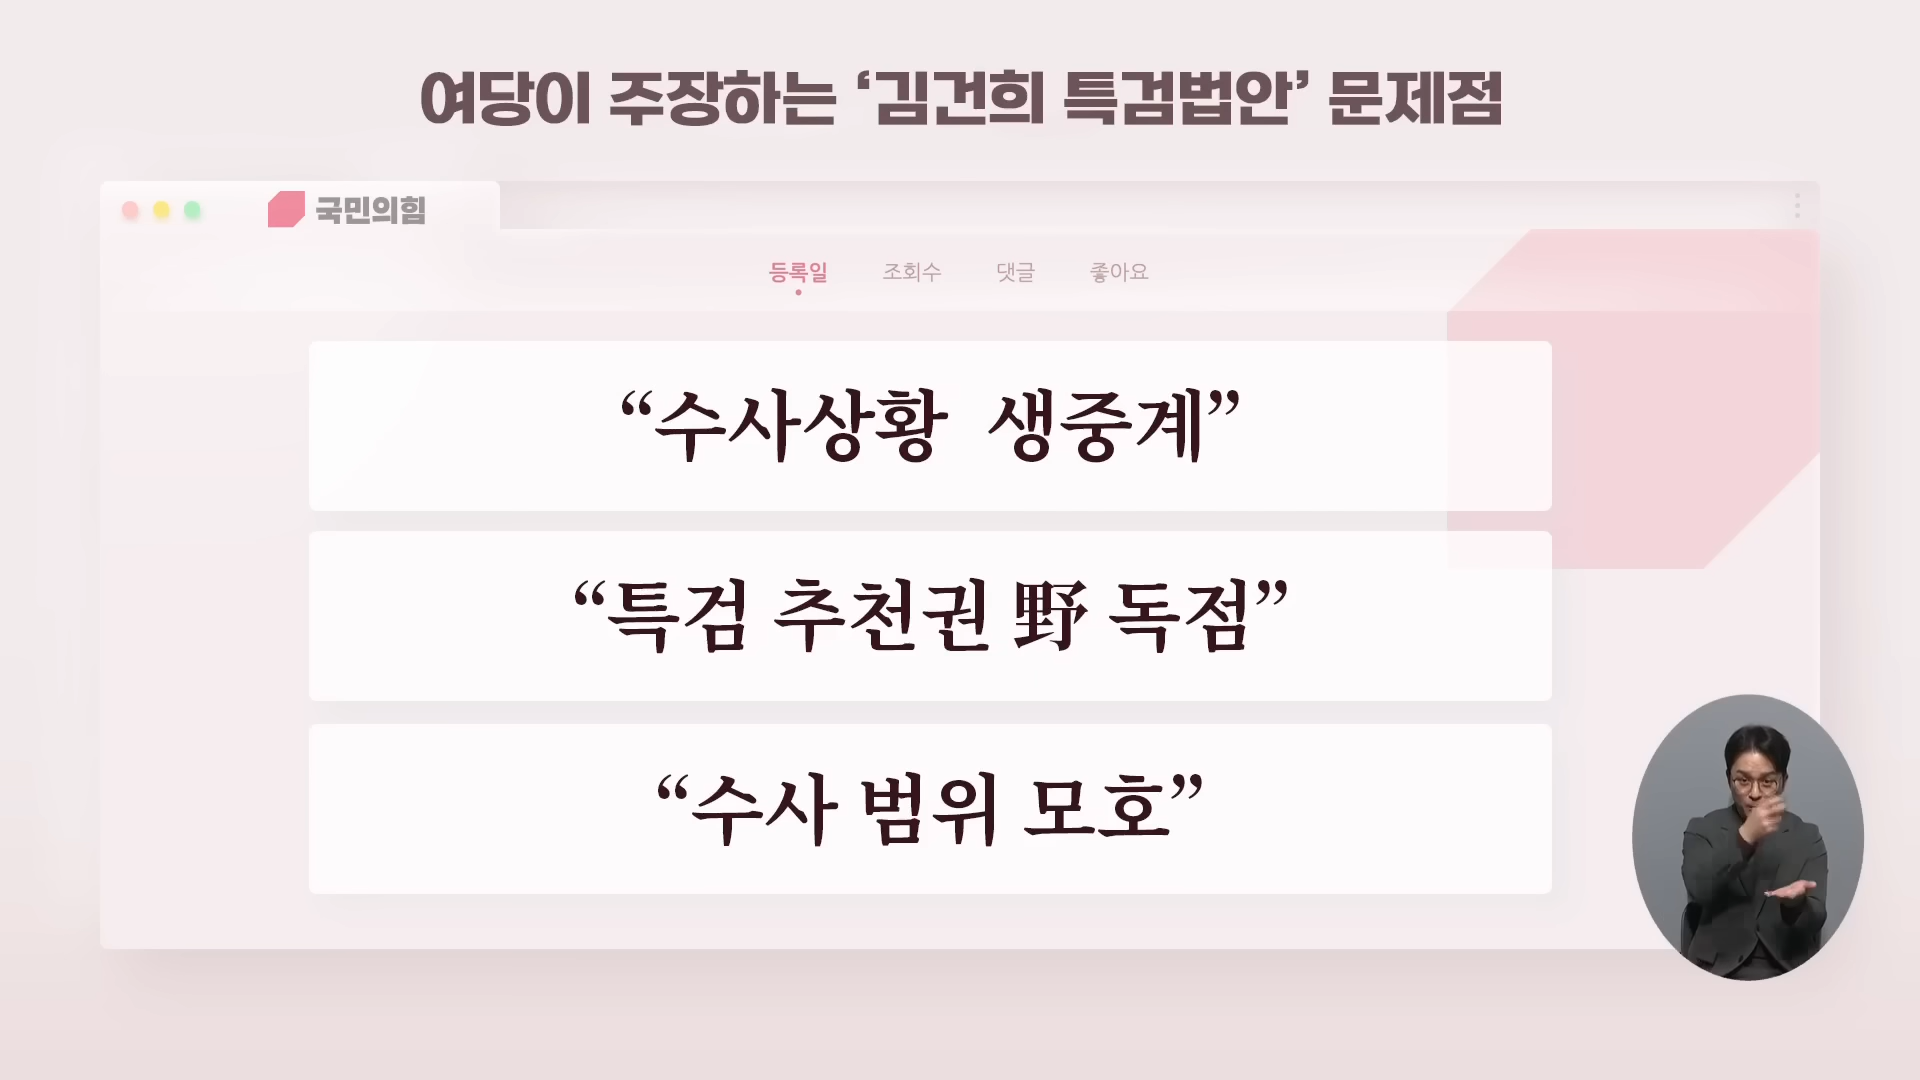 여당이 주장하는 ‘김건희 특검법안’ 문제점
국민의힘
등록일 조회수 댓글 좋아요
“수사상황 생중계”
“특검 추천권 野 독점”
“수사 범위 모호”